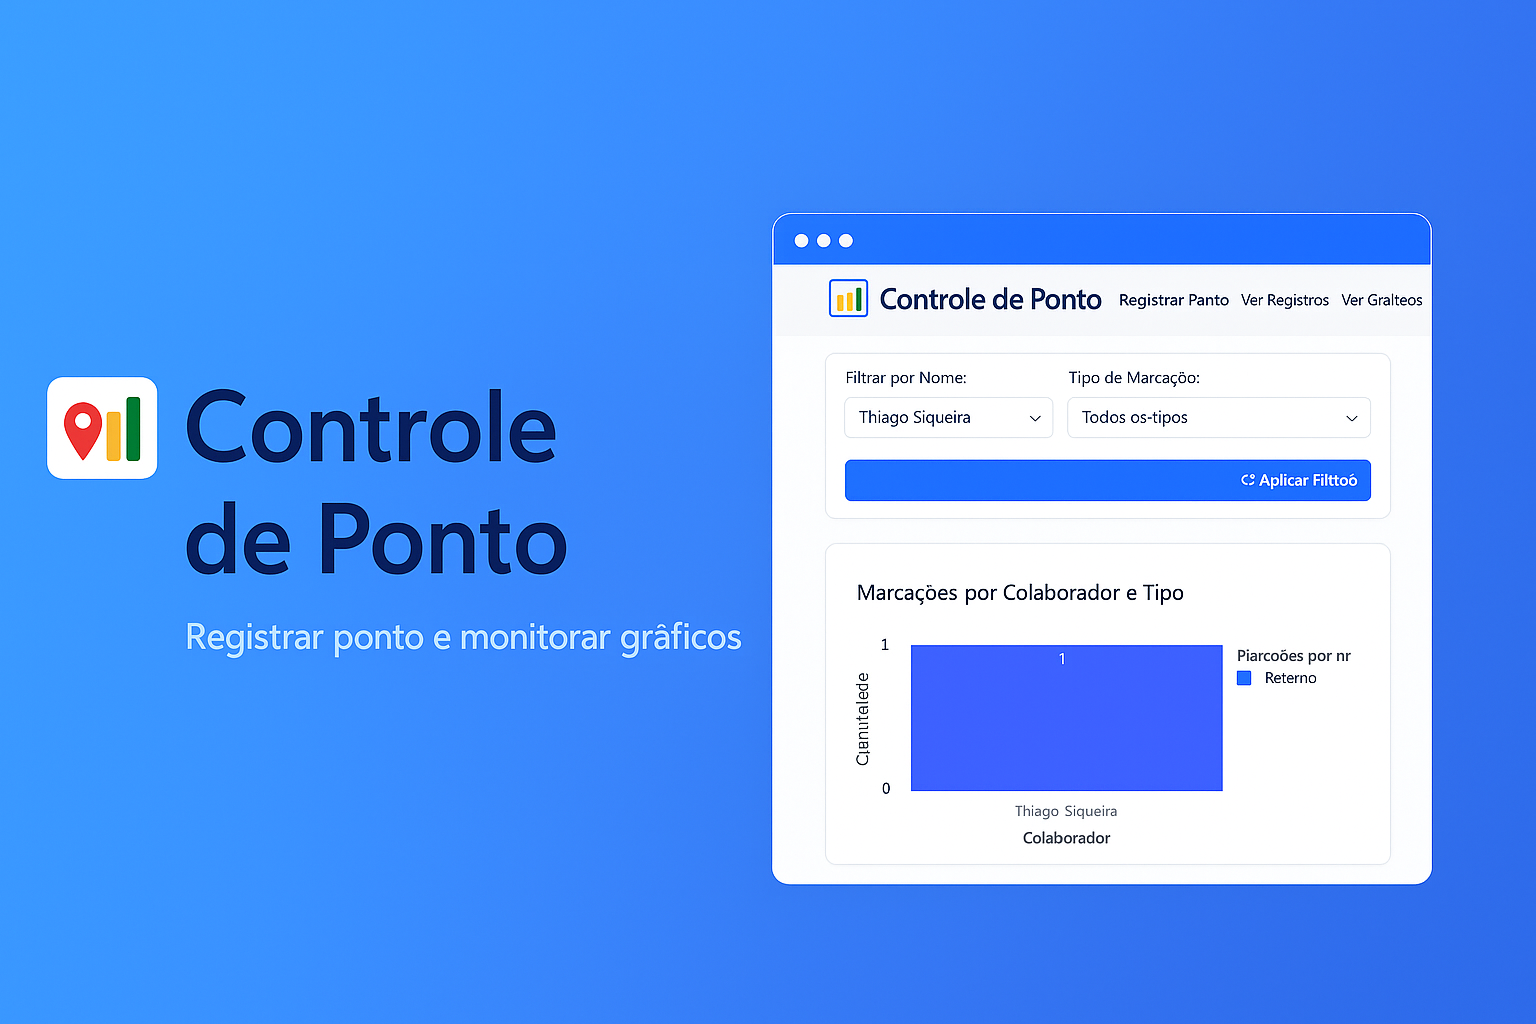 Controle
de Ponto
Registrar ponto e monitorar grâficos
Controle de Ponto
Registrar Panto Ver Registros Ver Gralteos
Filtrar por Nome:
Tipo de Marcação:
Thiago Siqueira
Todos os-tipos
Aplicar Filttoó
Marcações por Colaborador e Tipo
1
1
0
Piarcoões por nr
Reterno
Thiago Siqueira
Colaborador